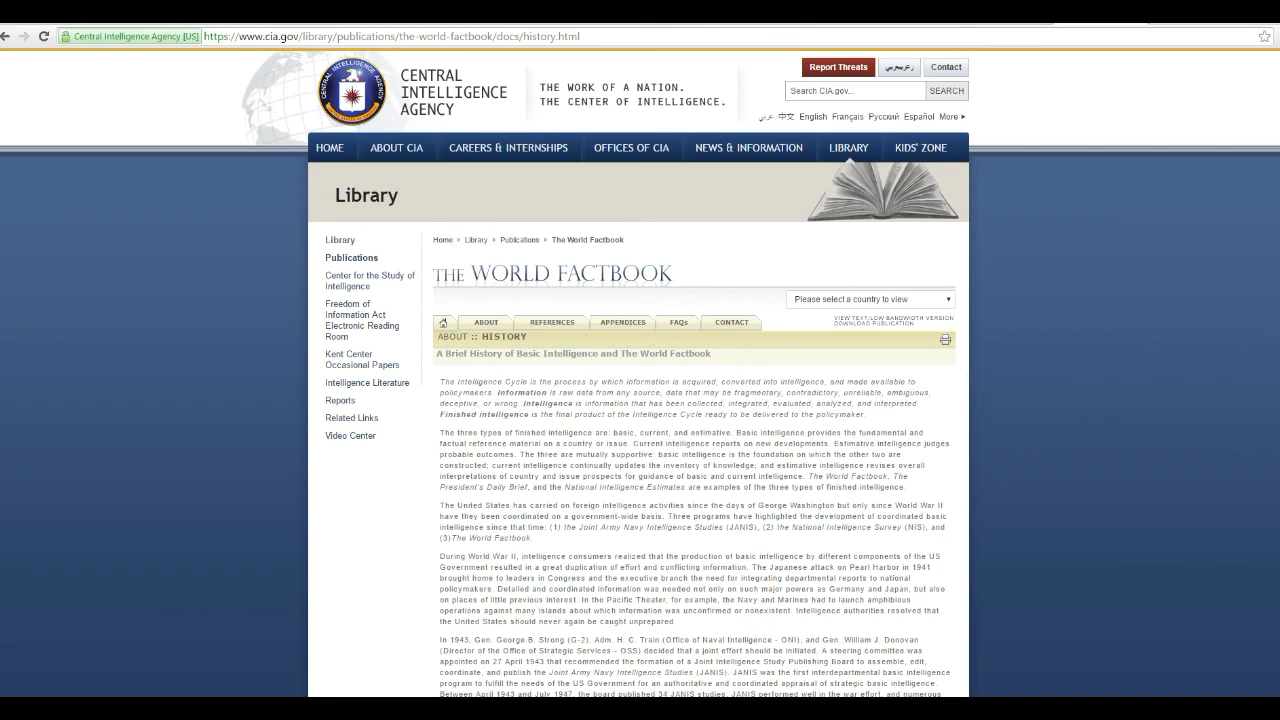 Central Intelligence Agency [US]
https://www.cia.gov/library/publications/the-world-factbook/docs/history.html
CENTRAL
INTELLIGENCE
AGENCY
THE WORK OF A NATION.
THE CENTER OF INTELLIGENCE.
Report Threats
Contact
Search CIA.gov...
SEARCH
عربي 中文 English Français Русский Español More
HOME ABOUT CIA CAREERS & INTERNSHIPS OFFICES OF CIA NEWS & INFORMATION LIBRARY KIDS' ZONE
Library
Library
Publications
Center for the Study of
Intelligence
Freedom of
Information Act
Electronic Reading
Room
Kent Center
Occasional Papers
Intelligence Literature
Reports
Related Links
Video Center
Home » Library » Publications » The World Factbook
THE WORLD FACTBOOK
Please select a country to view
VIEW TEXT/LOW BANDWIDTH VERSION
DOWNLOAD PUBLICATION
ABOUT REFERENCES APPENDICES FAQs CONTACT
ABOUT :: HISTORY
A Brief History of Basic Intelligence and The World Factbook
The Intelligence Cycle is the process by which information is acquired, converted into intelligence, and made available to
policymakers. Information is raw data from any source, data that may be fragmentary, contradictory, unreliable, ambiguous,
deceptive, or wrong. Intelligence is information that has been collected, integrated, evaluated, analyzed, and interpreted.
Finished intelligence is the final product of the Intelligence Cycle ready to be delivered to the policymaker.
The three types of finished intelligence are: basic, current, and estimative. Basic intelligence provides the fundamental and
factual reference material on a country or issue. Current intelligence reports on new developments. Estimative intelligence judges
probable outcomes. The three are mutually supportive: basic intelligence is the foundation on which the other two are
constructed; current intelligence continually updates the inventory of knowledge; and estimative intelligence revises overall
interpretations of country and issue prospects for guidance of basic and current intelligence. The World Factbook, The
President's Daily Brief, and the National Intelligence Estimates are examples of the three types of finished intelligence.
The United States has carried on foreign intelligence activities since the days of George Washington but only since World War II
have they been coordinated on a government-wide basis. Three programs have highlighted the development of coordinated basic
intelligence since that time: (1) the Joint Army Navy Intelligence Studies (JANIS), (2) the National Intelligence Survey (NIS), and
(3)The World Factbook.
During World War II, intelligence consumers realized that the production of basic intelligence by different components of the US
Government resulted in a great duplication of effort and conflicting information. The Japanese attack on Pearl Harbor in 1941
brought home to leaders in Congress and the executive branch the need for integrating departmental reports to national
policymakers. Detailed and coordinated information was needed not only on such major powers as Germany and Japan, but also
on places of little previous interest. In the Pacific Theater, for example, the Navy and Marines had to launch amphibious
operations against many islands about which information was unconfirmed or nonexistent. Intelligence authorities resolved that
the United States should never again be caught unprepared.
In 1943, Gen. George B. Strong (G-2), Adm. H. C. Train (Office of Naval Intelligence - ONI), and Gen. William J. Donovan
(Director of the Office of Strategic Services - OSS) decided that a joint effort should be initiated. A steering committee was
appointed on 27 April 1943 that recommended the formation of a Joint Intelligence Study Publishing Board to assemble, edit,
coordinate, and publish the Joint Army Navy Intelligence Studies (JANIS). JANIS was the first interdepartmental basic intelligence
program to fulfill the needs of the US Government for an authoritative and coordinated appraisal of strategic basic intelligence.
Between April 1943 and July 1947, the board published 34 JANIS studies. JANIS performed well in the war effort, and numerous